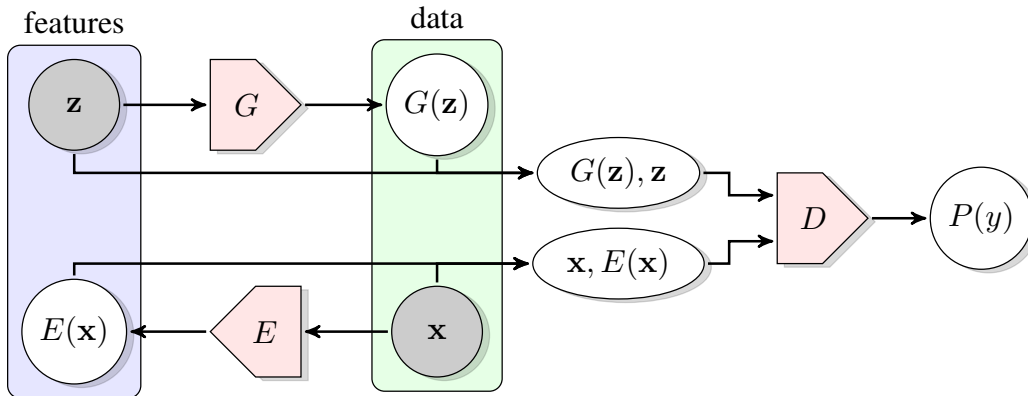 features
data
z
G
G(z)
G(z), z
D
P(y)
x, E(x)
E(x)
E
x